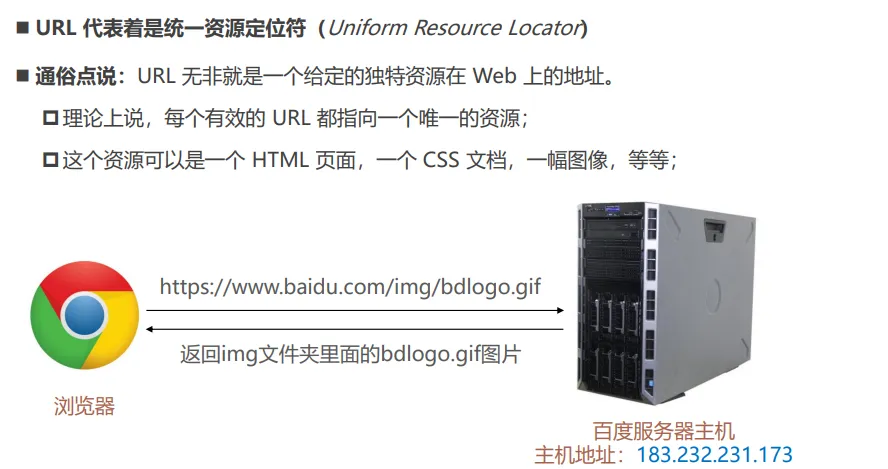 URL 代表着是统一资源定位符（Uniform Resource Locator)
通俗点说：URL 无非就是一个给定的独特资源在 Web 上的地址。
理论上说，每个有效的 URL 都指向一个唯一的资源；
这个资源可以是一个 HTML 页面，一个 CSS 文档，一幅图像，等等；
https://www.baidu.com/img/bdlogo.gif
返回img文件夹里面的bdlogo.gif图片
浏览器
百度服务器主机
主机地址：183.232.231.173